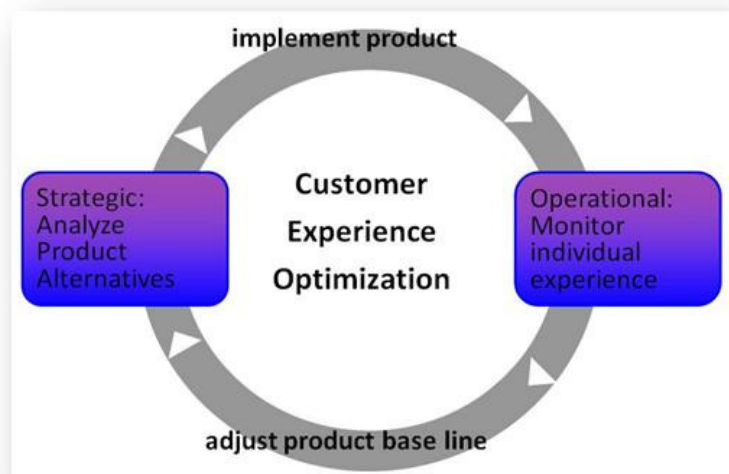 implement product
Strategic:
Analyze
Product
Alternatives
Customer
Experience
Optimization
Operational:
Monitor
individual
experience
adjust product base line